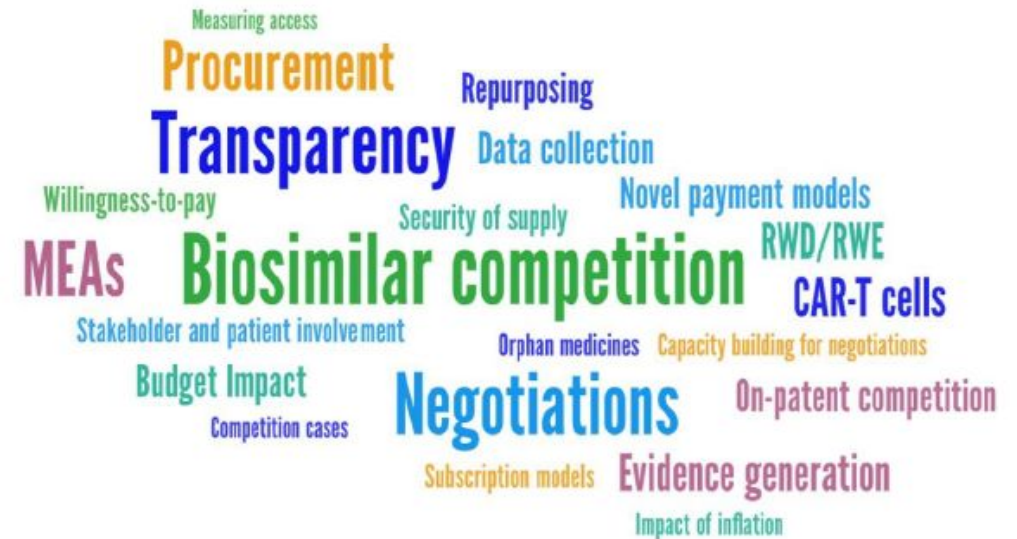 Measuring access
Procurement
Repurposing
Transparency
Data collection
Willingness-to-pay
Novel payment models
Security of supply
RWD/RWE
MEAs
Biosimilar competition
CAR-T cells
Stakeholder and patient involvement
Orphan medicines
Capacity building for negotiations
Budget Impact
Negotiations
On-patent competition
Competition cases
Subscription models
Evidence generation
Impact of inflation